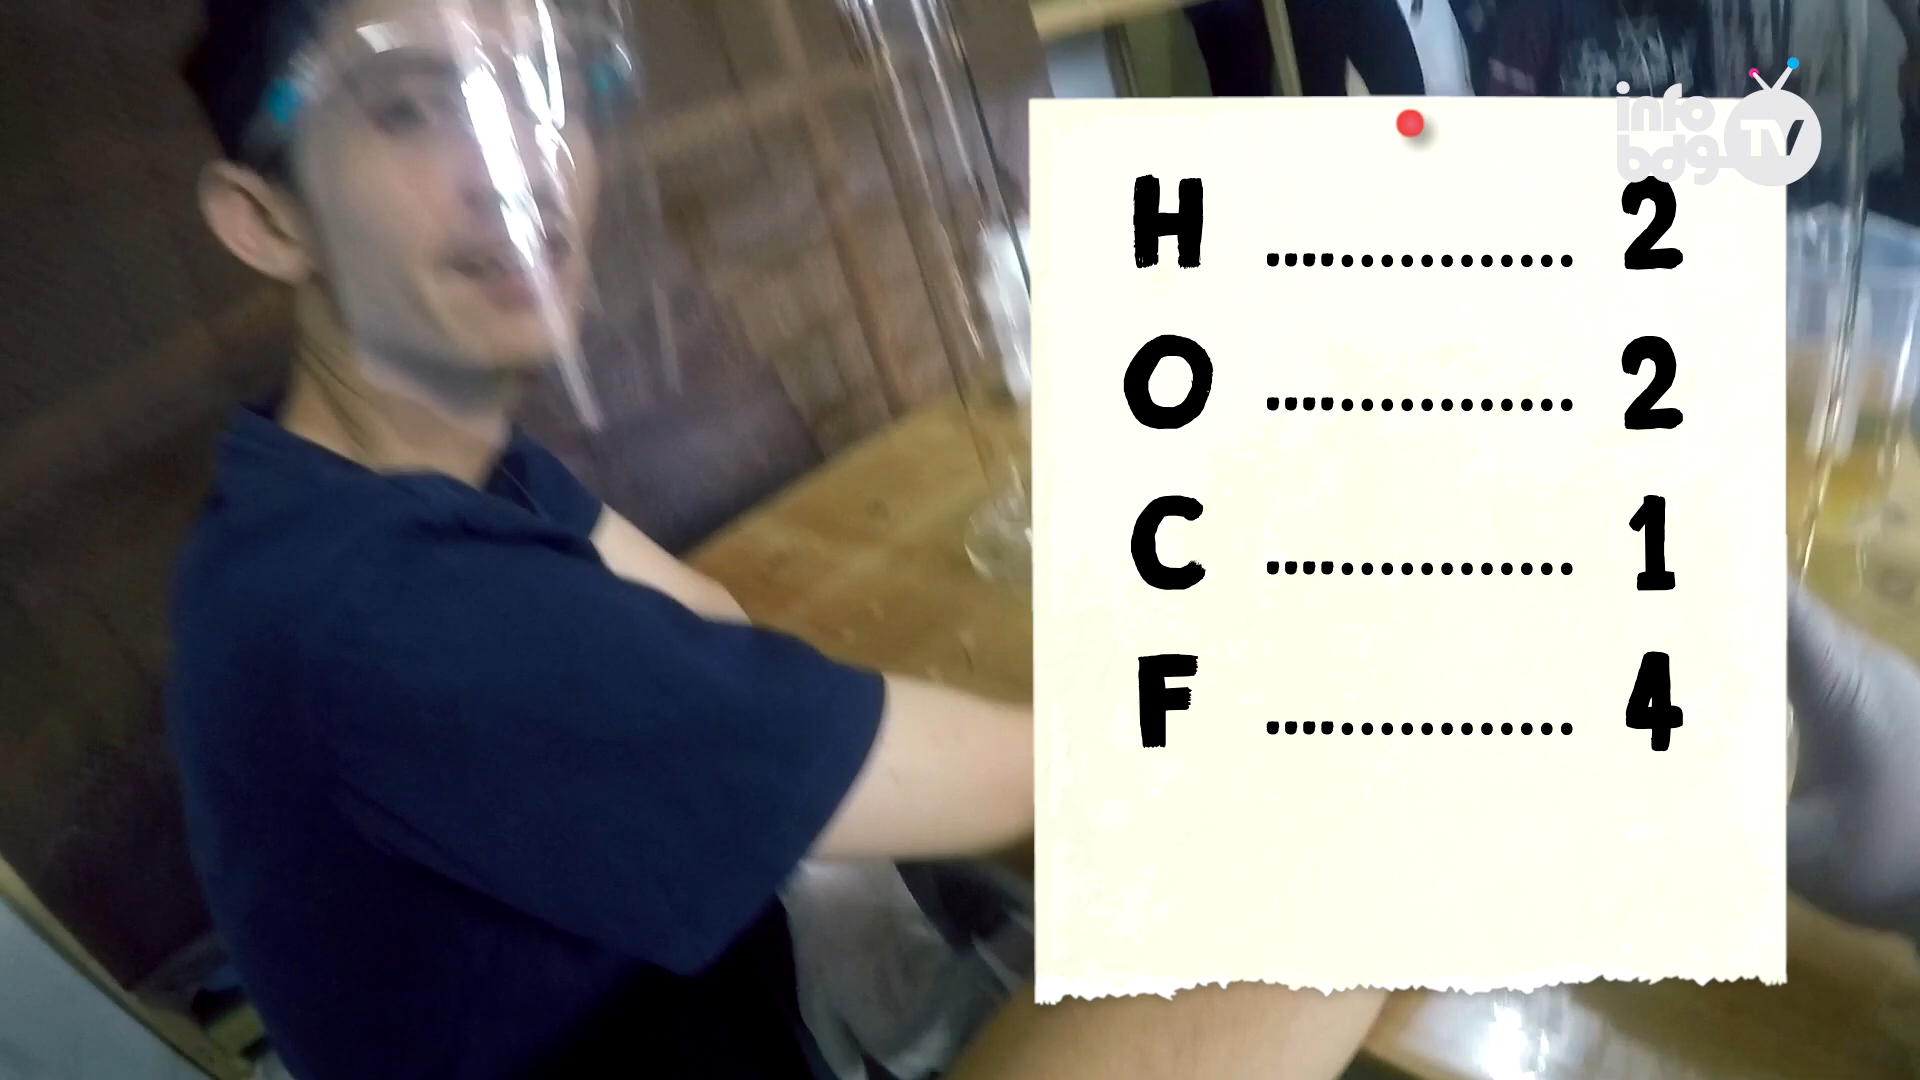 info
bdg TV
H .................. 2
O .................. 2
C .................. 1
F .................. 4